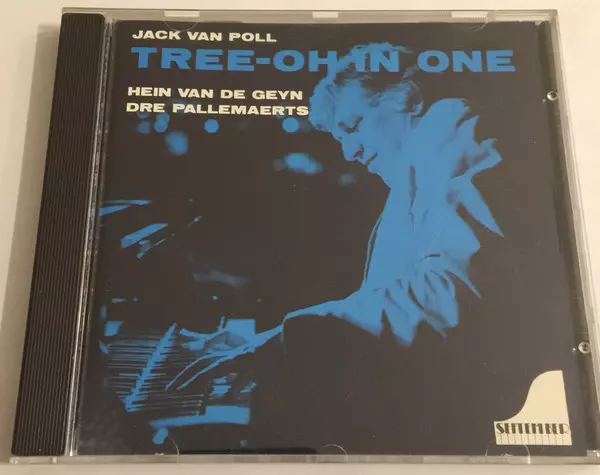 JACK VAN POLL
TREE-OH IN ONE
HEIN VAN DE GEYN
DRE PALLEMAERTS
SEPTEMBER